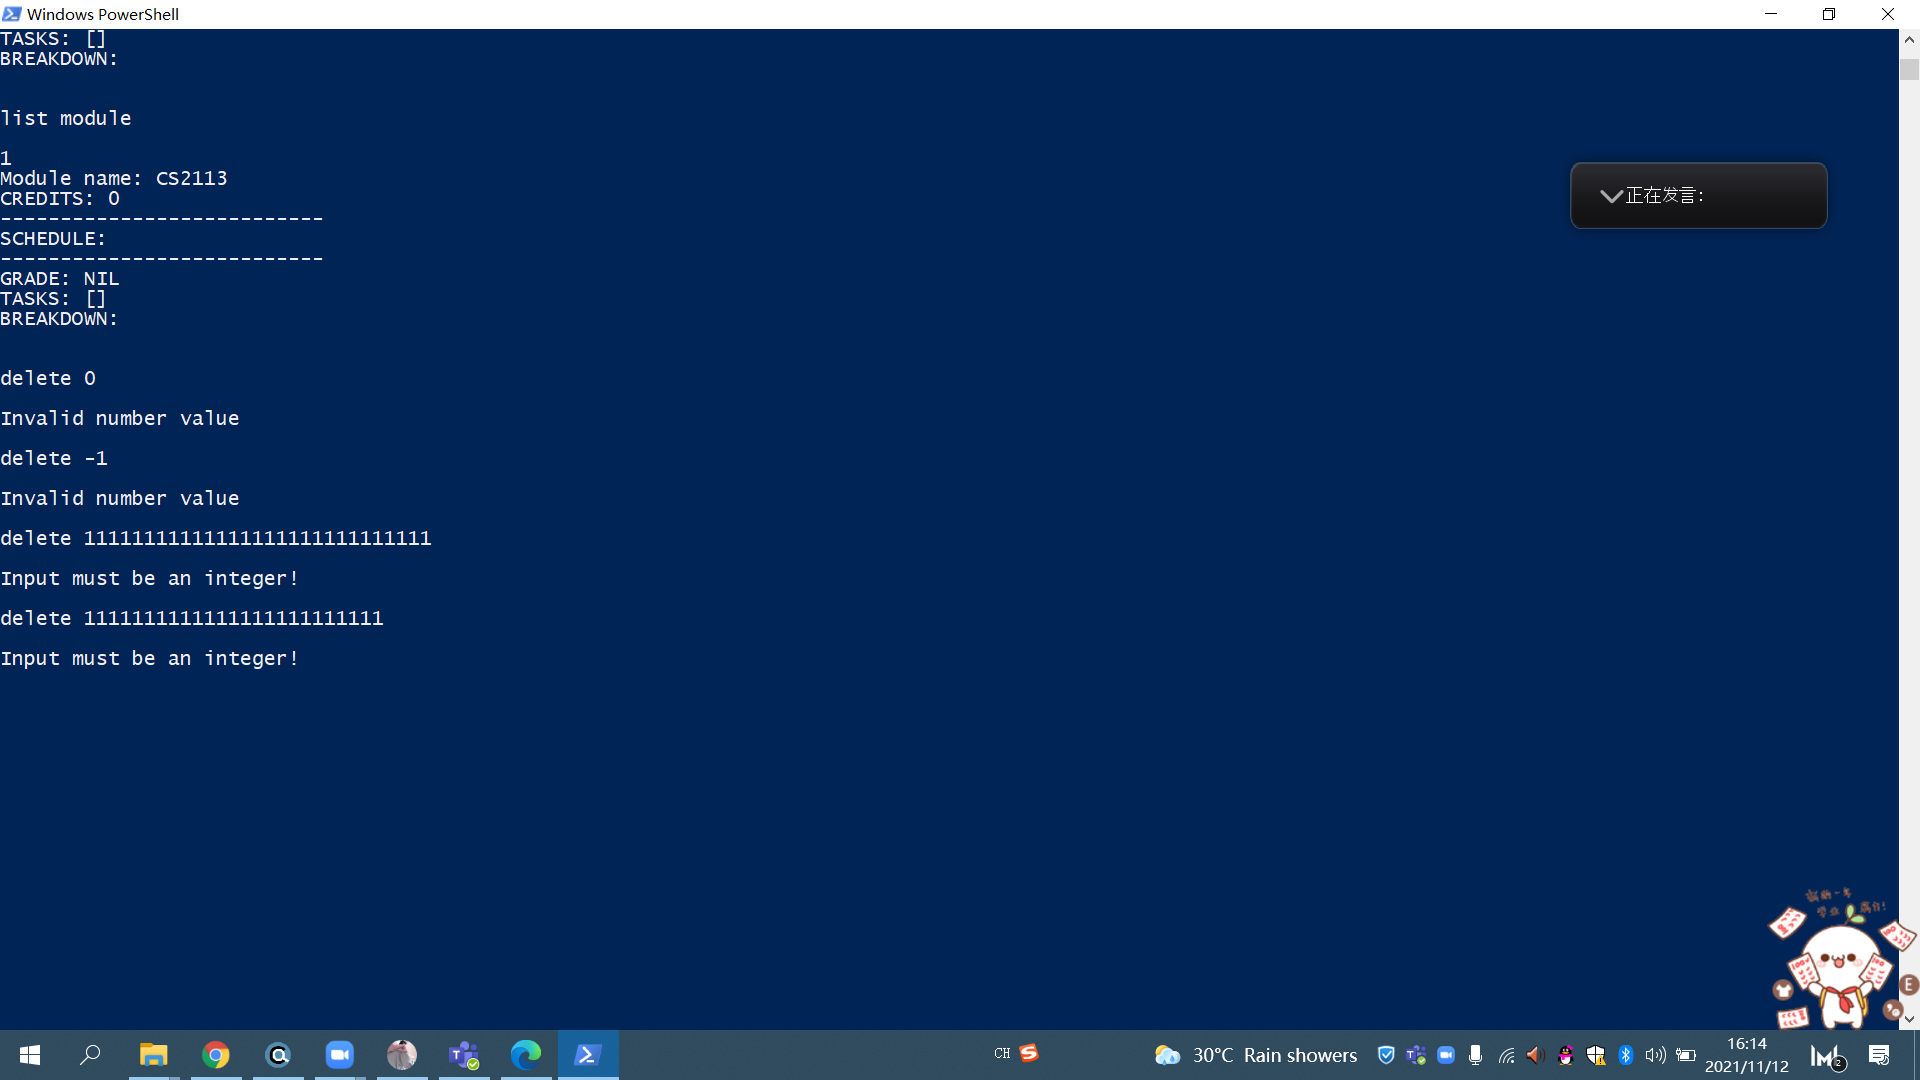 Windows PowerShell
TASKS: []
BREAKDOWN:
list module
1
Module name: CS2113
CREDITS: 0
---------------------------
SCHEDULE:
---------------------------
GRADE: NIL
TASKS: []
BREAKDOWN:
delete 0
Invalid number value
delete -1
Invalid number value
delete 11111111111111111111111111111
Input must be an integer!
delete 1111111111111111111111111
Input must be an integer!
正在发言:
E
CH
30°C Rain showers
16:14
2021/11/12
2